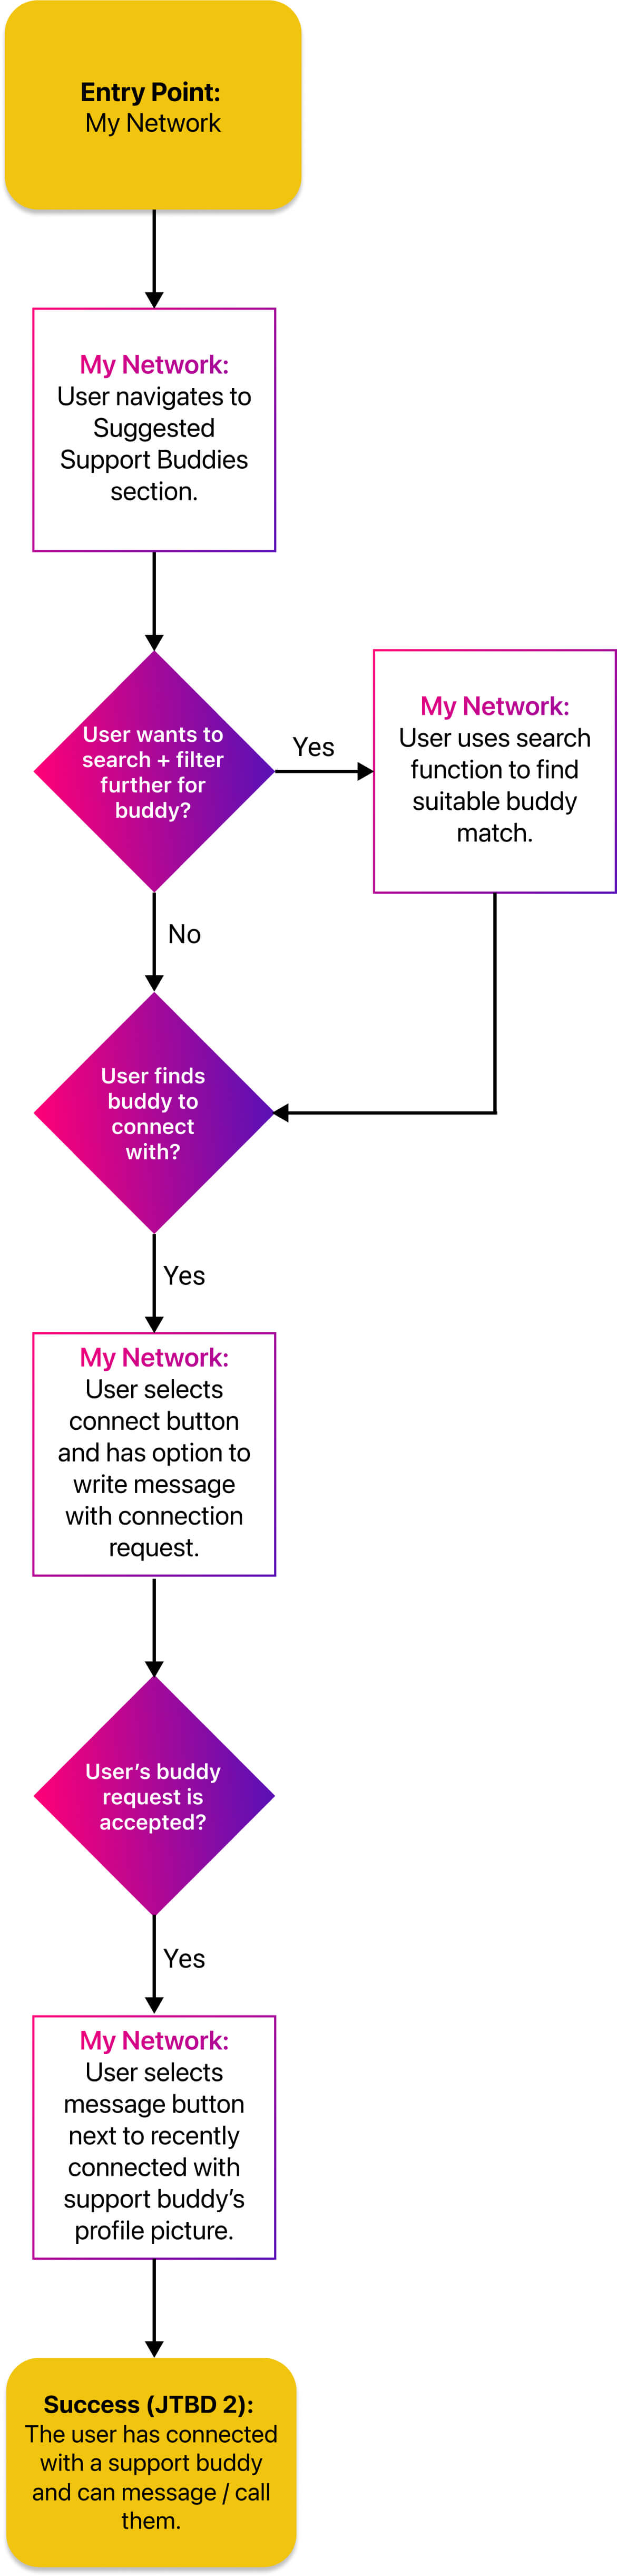 Entry Point:
My Network
My Network:
User navigates to
Suggested
Support Buddies
section.
User wants to
search + filter
further for
buddy?
Yes
My Network:
User uses search
function to find
suitable buddy
match.
No
User finds
buddy to
connect
with?
Yes
My Network:
User selects
connect button
and has option to
write message
with connection
request.
User’s buddy
request is
accepted?
Yes
My Network:
User selects
message button
next to recently
connected with
support buddy’s
profile picture.
Success (JTBD 2):
The user has connected
with a support buddy
and can message / call
them.